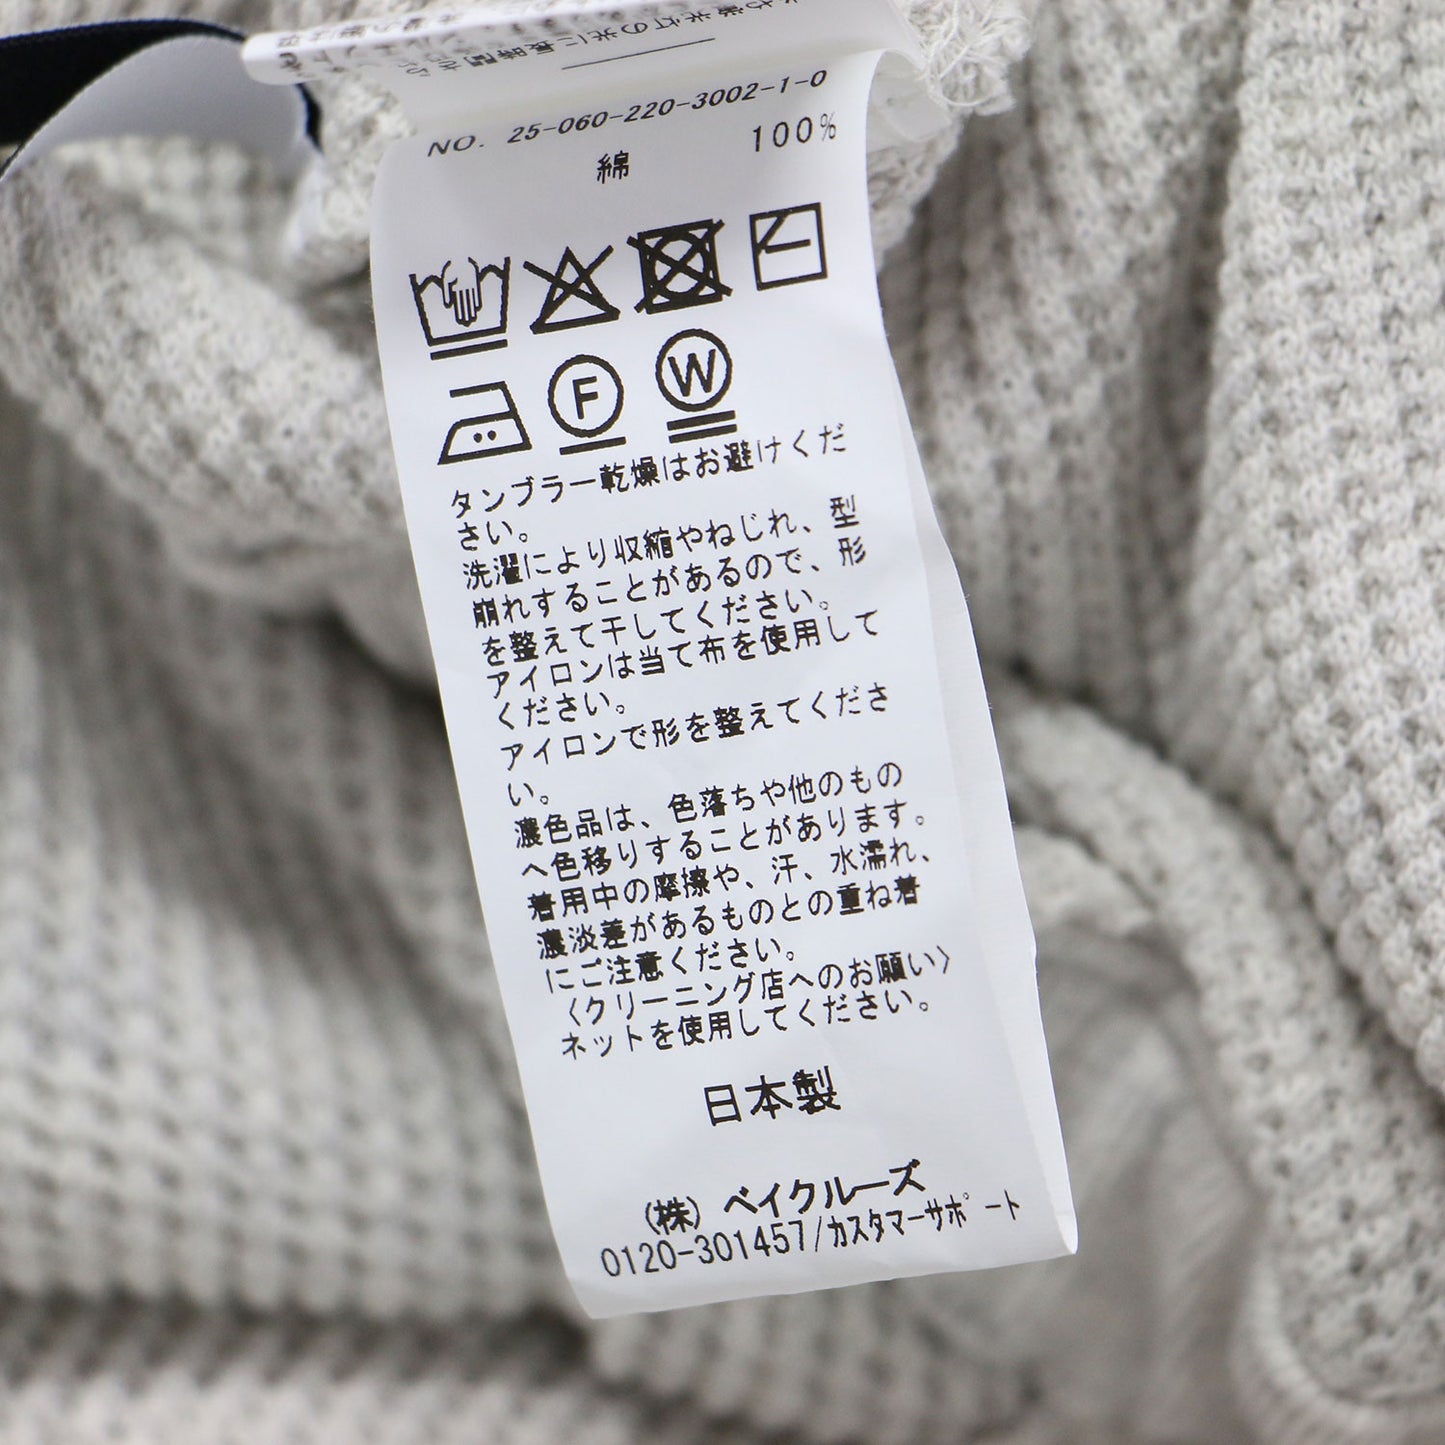 NO. 25-060-220-3002-1-0
綿 100%
F W
タンブラー乾燥はお避けくだ
さい。
洗濯により収縮やねじれ、型
崩れすることがあるので、形
を整えて干してください。
アイロンは当て布を使用して
ください。
アイロンで形を整えてくださ
い。
濃色品は、色落ちや他のもの
へ色移りすることがあります。
着用中の摩擦や、汗、水濡れ、
濃淡差があるものとの重ね着
にご注意ください。
〈クリーニング店へのお願い〉
ネットを使用してください。
日本製
(株) ベイクルーズ
0120-301457/カスタマーサポート